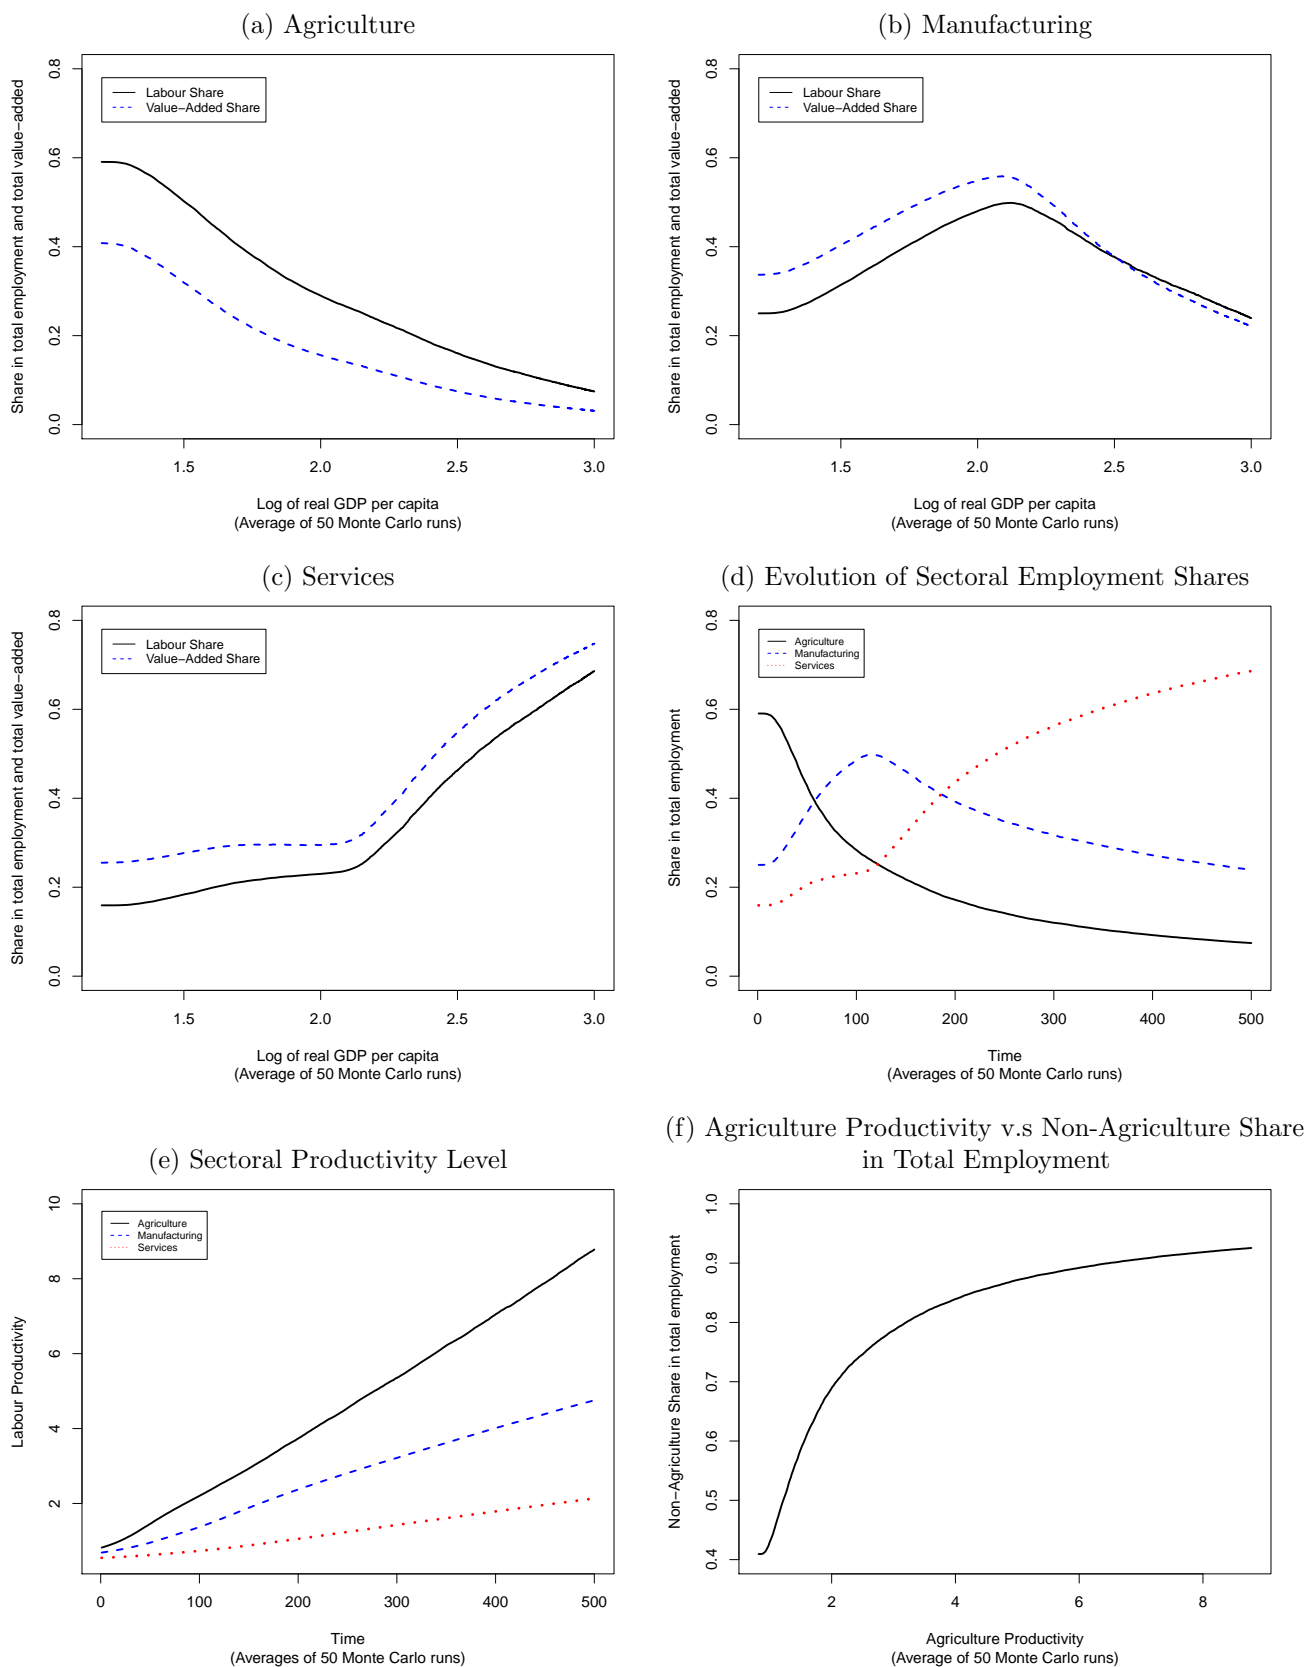 (a) Agriculture
Share in total employment and total value−added
0.0 0.2 0.4 0.6 0.8
Labour Share
Value−Added Share
1.5 2.0 2.5 3.0
Log of real GDP per capita
(Average of 50 Monte Carlo runs)
(b) Manufacturing
Share in total employment and total value−added
0.0 0.2 0.4 0.6 0.8
Labour Share
Value−Added Share
1.5 2.0 2.5 3.0
Log of real GDP per capita
(Average of 50 Monte Carlo runs)
(c) Services
Share in total employment and total value−added
0.0 0.2 0.4 0.6 0.8
Labour Share
Value−Added Share
1.5 2.0 2.5 3.0
Log of real GDP per capita
(Average of 50 Monte Carlo runs)
(d) Evolution of Sectoral Employment Shares
Share in total employment
0.0 0.2 0.4 0.6 0.8
Agriculture
Manufacturing
Services
0 100 200 300 400 500
Time
(Averages of 50 Monte Carlo runs)
(e) Sectoral Productivity Level
Labour Productivity
2 4 6 8 10
Agriculture
Manufacturing
Services
0 100 200 300 400 500
Time
(Averages of 50 Monte Carlo runs)
(f) Agriculture Productivity v.s Non-Agriculture Share
in Total Employment
Non−Agriculture Share in total employment
0.4 0.5 0.6 0.7 0.8 0.9 1.0
2 4 6 8
Agriculture Productivity
(Average of 50 Monte Carlo runs)